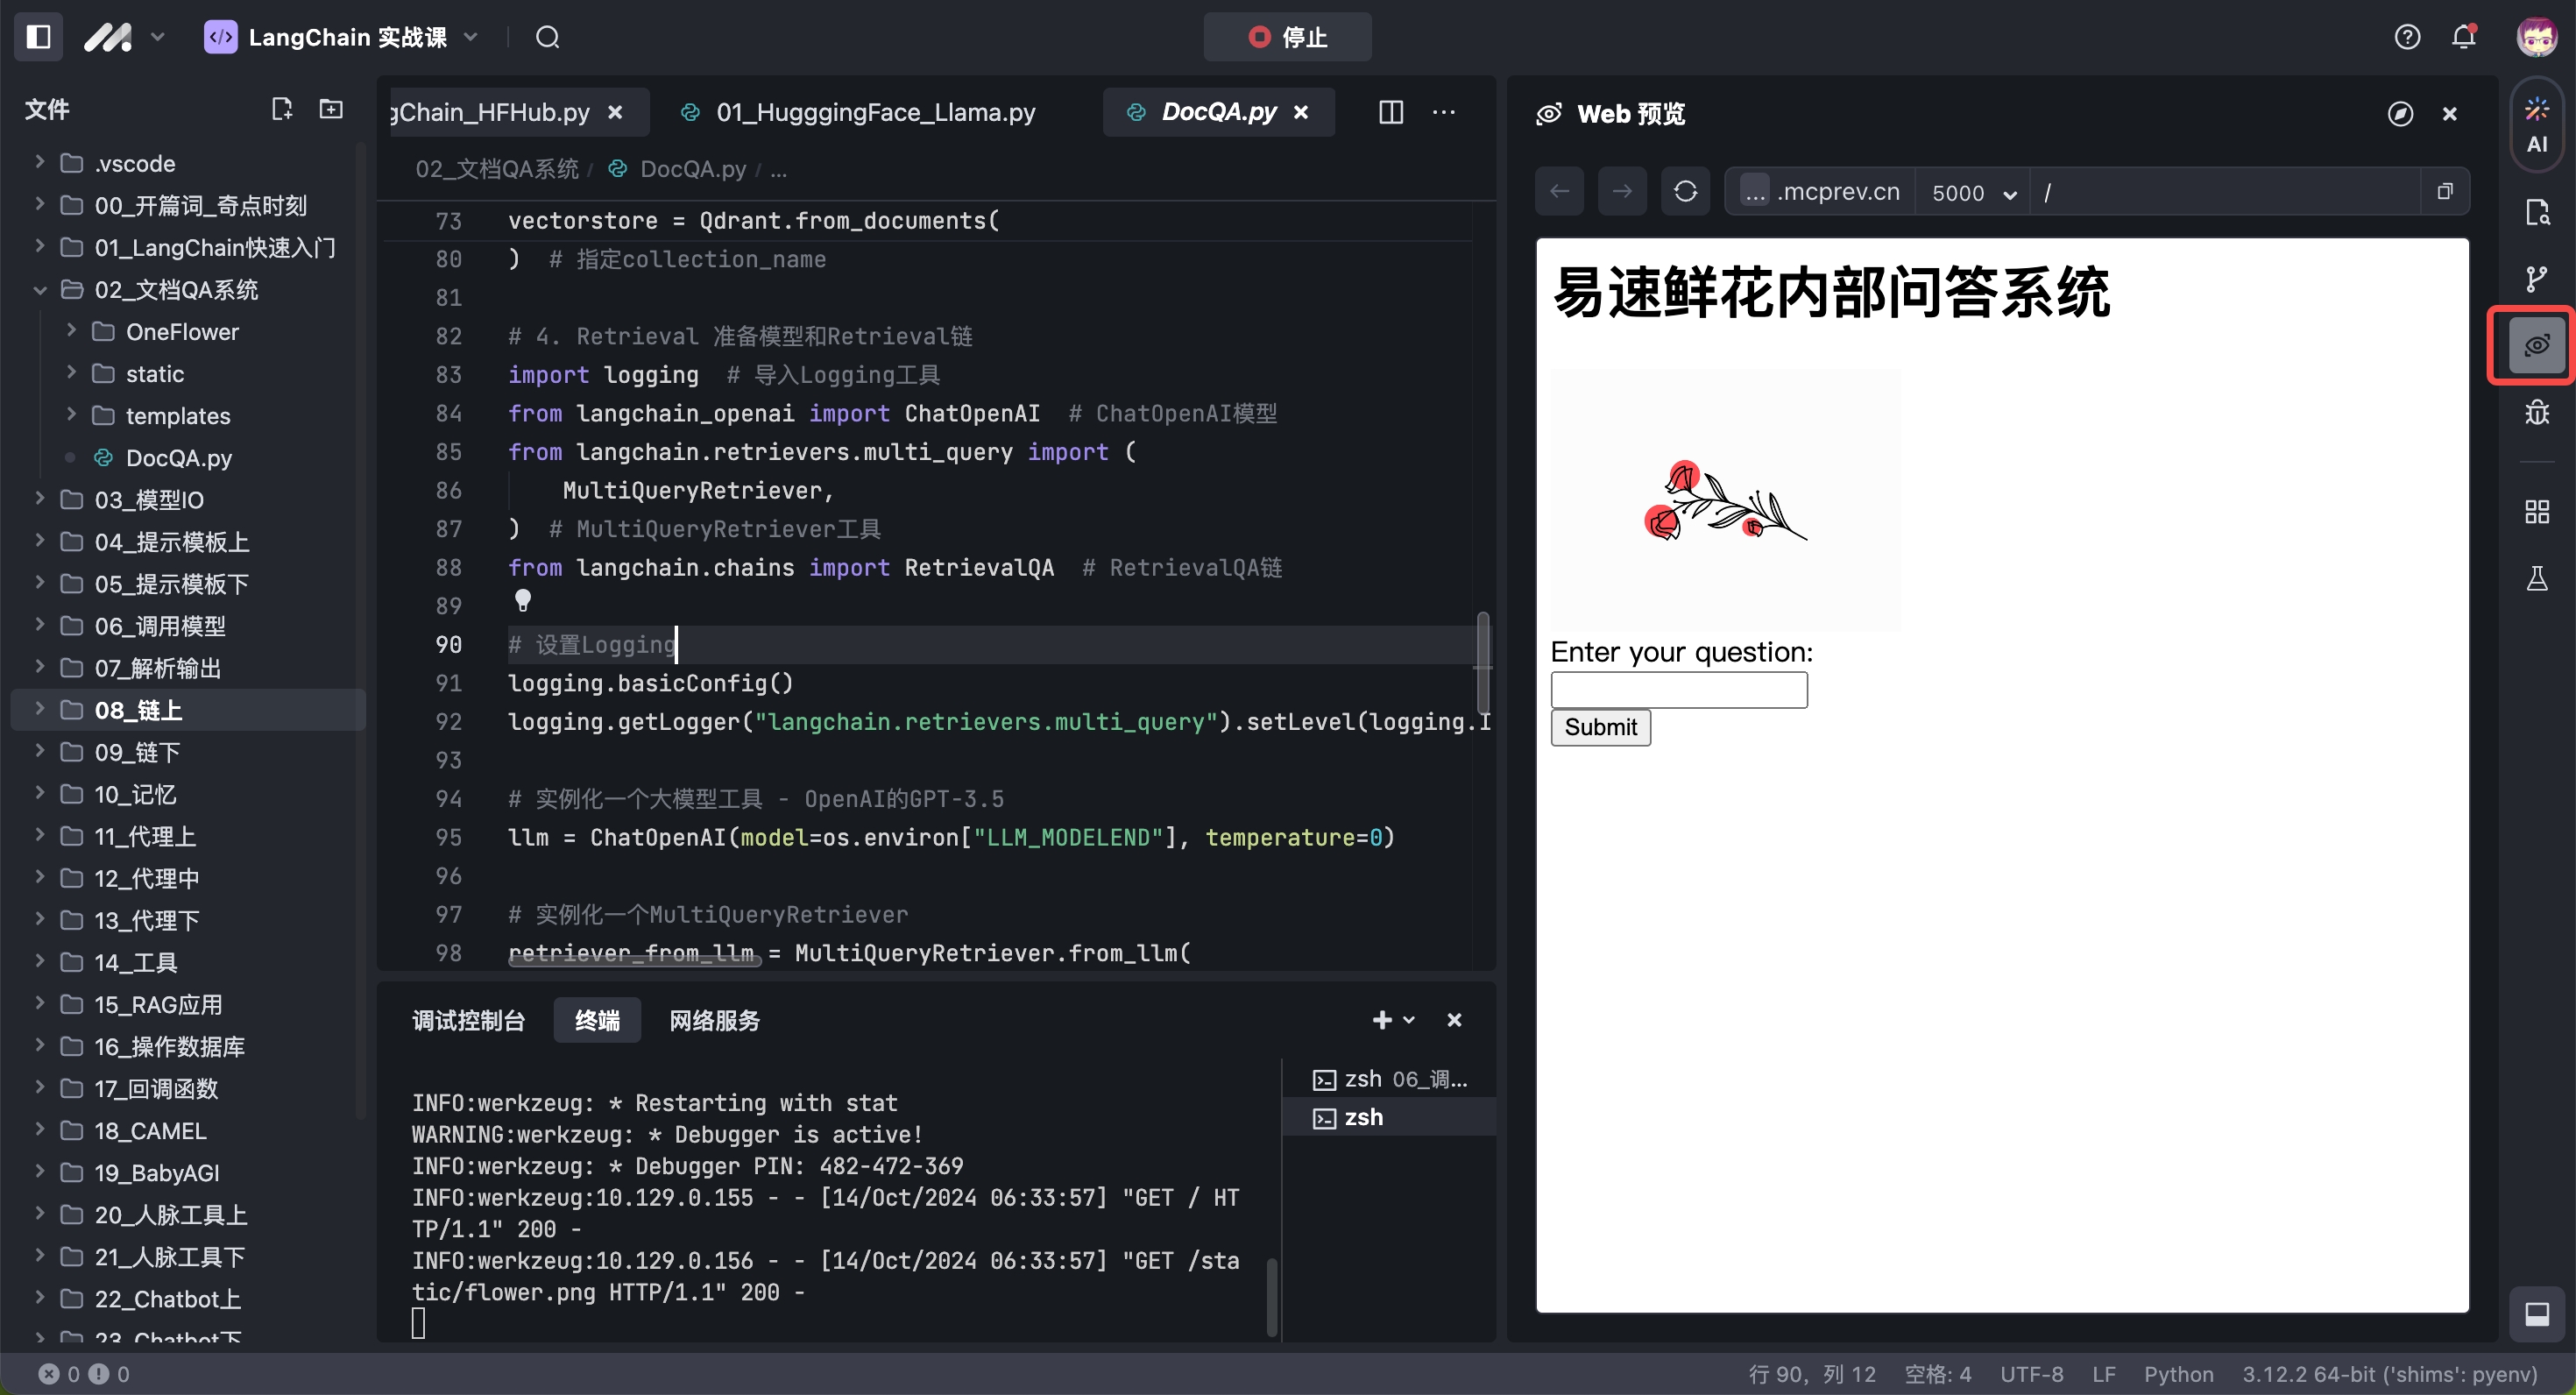 LangChain 实战课
停止
文件
.vscode
00_开篇词_奇点时刻
01_LangChain快速入门
02_文档QA系统
OneFlower
static
templates
DocQA.py
03_模型IO
04_提示模板上
05_提示模板下
06_调用模型
07_解析输出
08_链上
09_链下
10_记忆
11_代理上
12_代理中
13_代理下
14_工具
15_RAG应用
16_操作数据库
17_回调函数
18_CAMEL
19_BabyAGI
20_人脉工具上
21_人脉工具下
22_Chatbot上
23_Chatbot下
gChain_HFHub.py
01_HugggingFace_Llama.py
DocQA.py
02_文档QA系统 / DocQA.py / ...
73 vectorstore = Qdrant.from_documents(
80 ) # 指定collection_name
81
82 # 4. Retrieval 准备模型和Retrieval链
83 import logging # 导入Logging工具
84 from langchain_openai import ChatOpenAI # ChatOpenAI模型
85 from langchain.retrievers.multi_query import (
86 MultiQueryRetriever,
87 ) # MultiQueryRetriever工具
88 from langchain.chains import RetrievalQA # RetrievalQA链
89
90 # 设置Logging
91 logging.basicConfig()
92 logging.getLogger("langchain.retrievers.multi_query").setLevel(logging.I
93
94 # 实例化一个大模型工具 - OpenAI的GPT-3.5
95 llm = ChatOpenAI(model=os.environ["LLM_MODELEND"], temperature=0)
96
97 # 实例化一个MultiQueryRetriever
98 retriever_from_llm = MultiQueryRetriever.from_llm(
调试控制台 终端 网络服务
INFO:werkzeug: * Restarting with stat
WARNING:werkzeug: * Debugger is active!
INFO:werkzeug: * Debugger PIN: 482-472-369
INFO:werkzeug:10.129.0.155 - - [14/Oct/2024 06:33:57] "GET / HT
TP/1.1" 200 -
INFO:werkzeug:10.129.0.156 - - [14/Oct/2024 06:33:57] "GET /sta
tic/flower.png HTTP/1.1" 200 -
zsh 06_调...
zsh
Web 预览
... .mcprev.cn 5000 /
易速鲜花内部问答系统
Enter your question:
Submit
AI
0 0
行 90，列 12 空格: 4 UTF-8 LF Python 3.12.2 64-bit ('shims': pyenv)